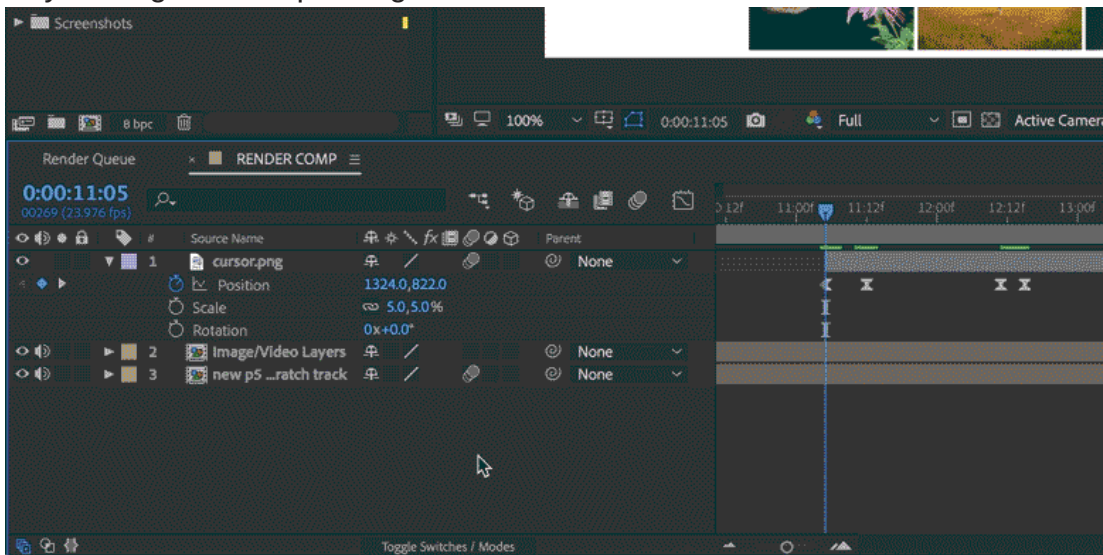 Screenshots
8 bpc
100%
0:00:11:05
Full
Active Camera
Render Queue
RENDER COMP
0:00:11:05
00269 (23.976 fps)
11:00f 11:12f 12:00f 12:12f 13:00f
# Source Name fx Parent
1 cursor.png None
Position 1324.0,822.0
Scale 5.0,5.0%
Rotation 0x+0.0°
2 Image/Video Layers None
3 new p5 ...ratch track None
Toggle Switches / Modes